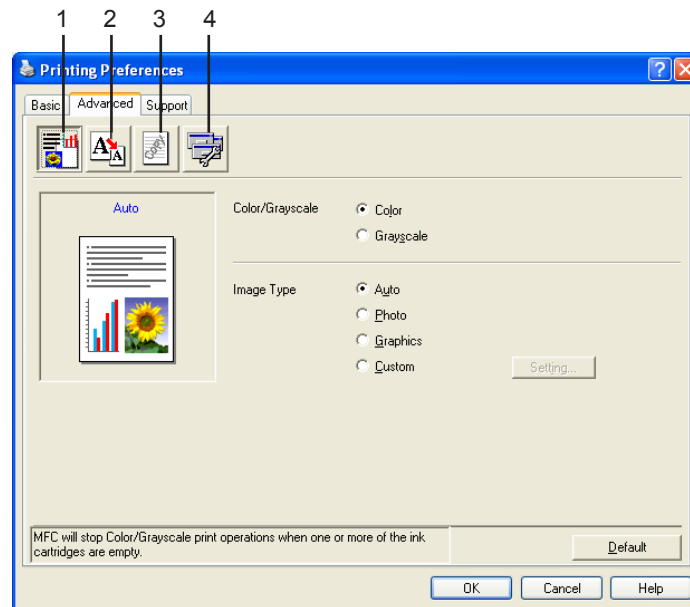 1 2 3 4
Printing Preferences
Basic Advanced Support
Auto
Color/Grayscale
Color
Grayscale
Image Type
Auto
Photo
Graphics
Custom
Setting...
MFC will stop Color/Grayscale print operations when one or more of the ink
cartridges are empty.
Default
OK Cancel Help